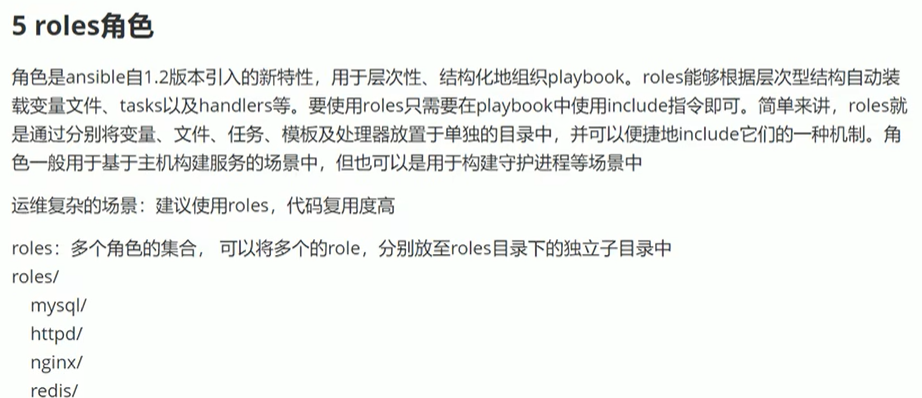 5 roles角色
角色是ansible自1.2版本引入的新特性，用于层次性、结构化地组织playbook。roles能够根据层次型结构自动装
载变量文件、tasks以及handlers等。要使用roles只需要在playbook中使用include指令即可。简单来讲，roles就
是通过分别将变量、文件、任务、模板及处理器放置于单独的目录中，并可以便捷地include它们的一种机制。角
色一般用于基于主机构建服务的场景中，但也可以是用于构建守护进程等场景中
运维复杂的场景：建议使用roles，代码复用度高
roles：多个角色的集合， 可以将多个的role，分别放至roles目录下的独立子目录中
roles/
mysql/
httpd/
nginx/
redis/